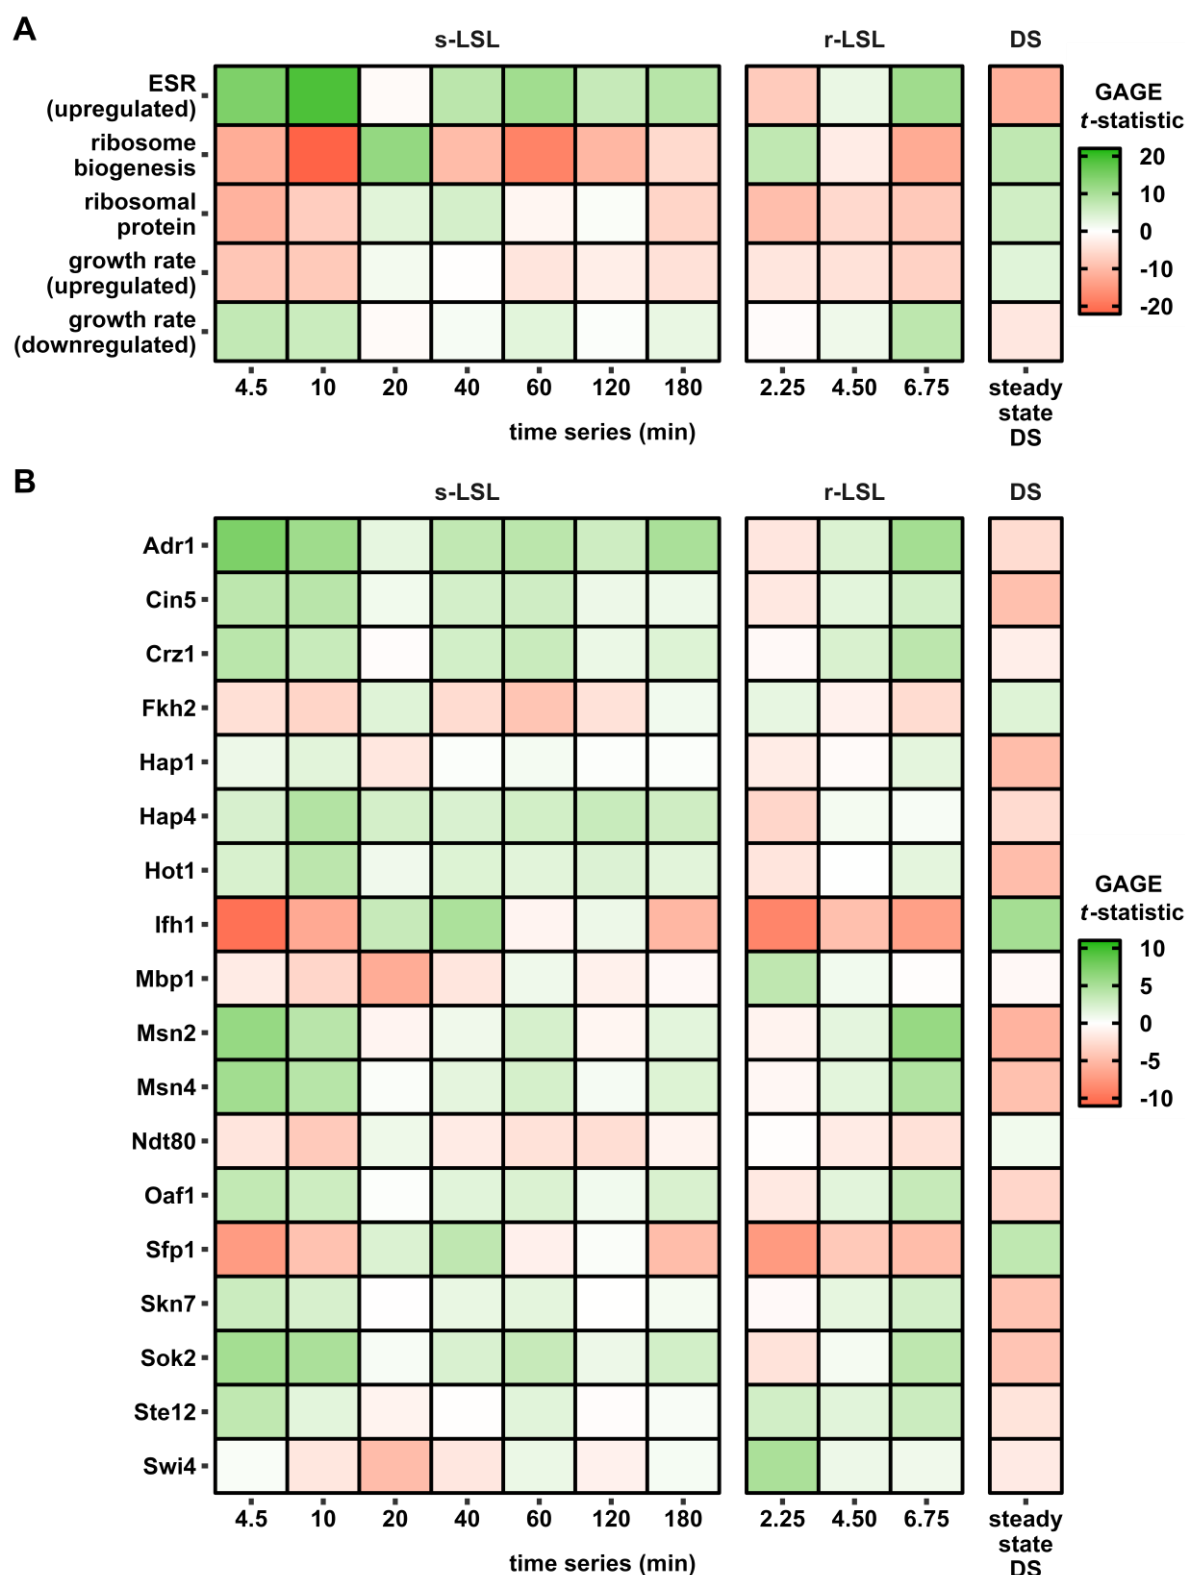 A
s-LSL
r-LSL
DS
ESR
(upregulated)
ribosome
biogenesis
ribosomal
protein
growth rate
(upregulated)
growth rate
(downregulated)
4.5 10 20 40 60 120 180
2.25 4.50 6.75
steady
state
DS
time series (min)
GAGE
t-statistic
20
10
0
-10
-20
B
s-LSL
r-LSL
DS
Adr1
Cin5
Crz1
Fkh2
Hap1
Hap4
Hot1
Ifh1
Mbp1
Msn2
Msn4
Ndt80
Oaf1
Sfp1
Skn7
Sok2
Ste12
Swi4
4.5 10 20 40 60 120 180
2.25 4.50 6.75
steady
state
DS
time series (min)
GAGE
t-statistic
10
5
0
-5
-10